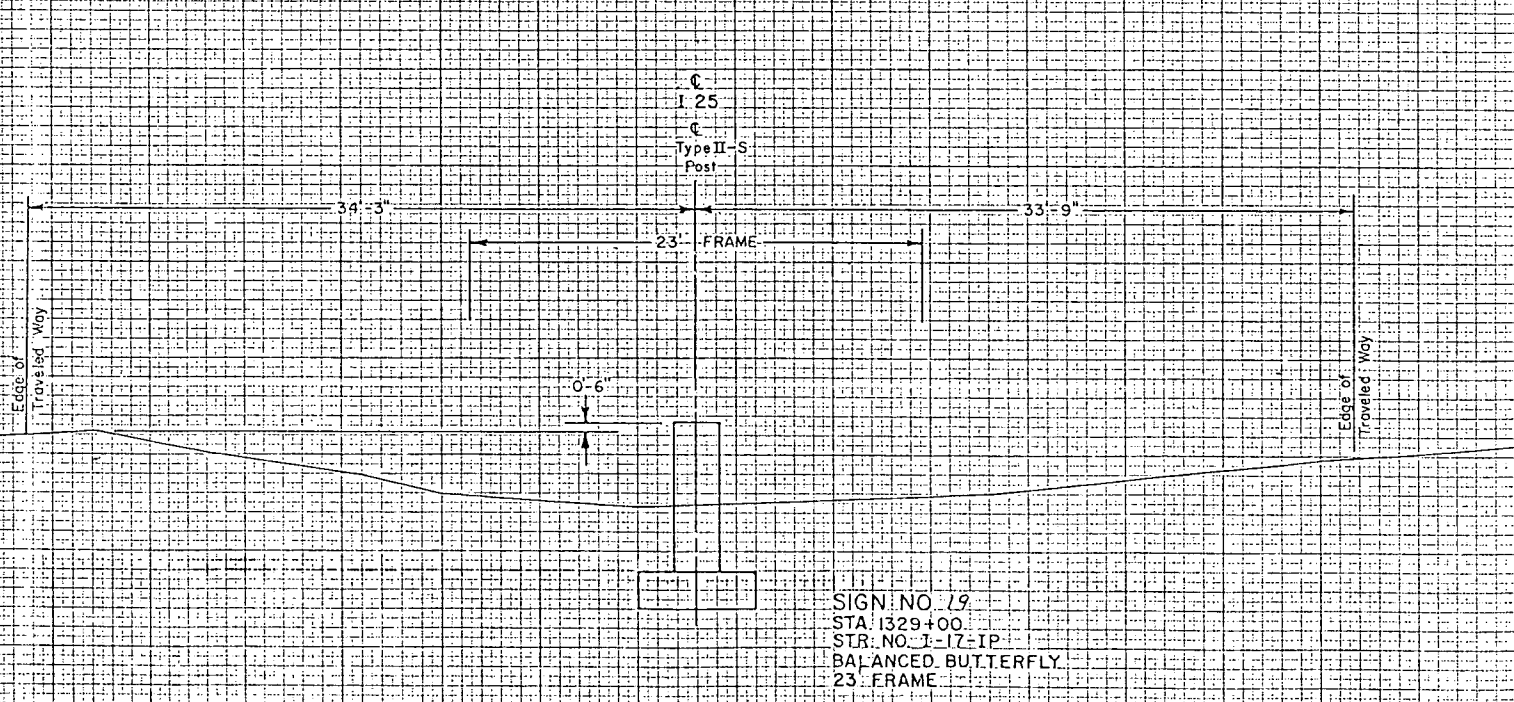 ℄
I 25
℄
Type II-S
Post
34'-3"
33'-9"
23' FRAME
Edge of
Traveled Way
0'-6"
Edge of
Traveled Way
SIGN NO. 19
STA. 1329+00
STR. NO. I-17-IP
BALANCED BUTTERFLY
23' FRAME